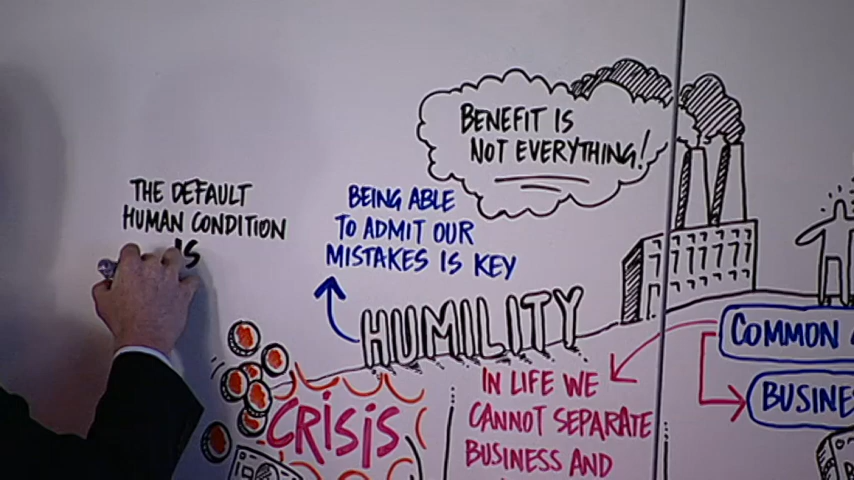 THE DEFAULT
HUMAN CONDITION
IS
BEING ABLE
TO ADMIT OUR
MISTAKES IS KEY
BENEFIT IS
NOT EVERYTHING!
HUMILITY
CRISIS
IN LIFE WE
CANNOT SEPARATE
BUSINESS AND
COMMON